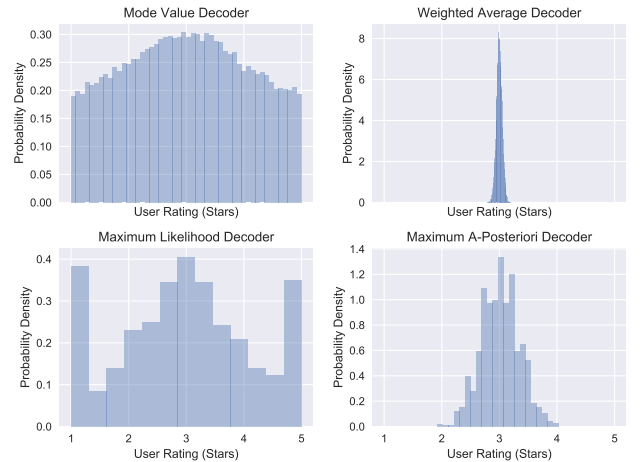 Mode Value Decoder
Probability Density
0.30
0.25
0.20
0.15
0.10
0.05
0.00
User Rating (Stars)
Weighted Average Decoder
Probability Density
8
6
4
2
0
User Rating (Stars)
Maximum Likelihood Decoder
Probability Density
0.4
0.3
0.2
0.1
0.0
1 2 3 4 5
User Rating (Stars)
Maximum A-Posteriori Decoder
Probability Density
1.4
1.2
1.0
0.8
0.6
0.4
0.2
0.0
1 2 3 4 5
User Rating (Stars)